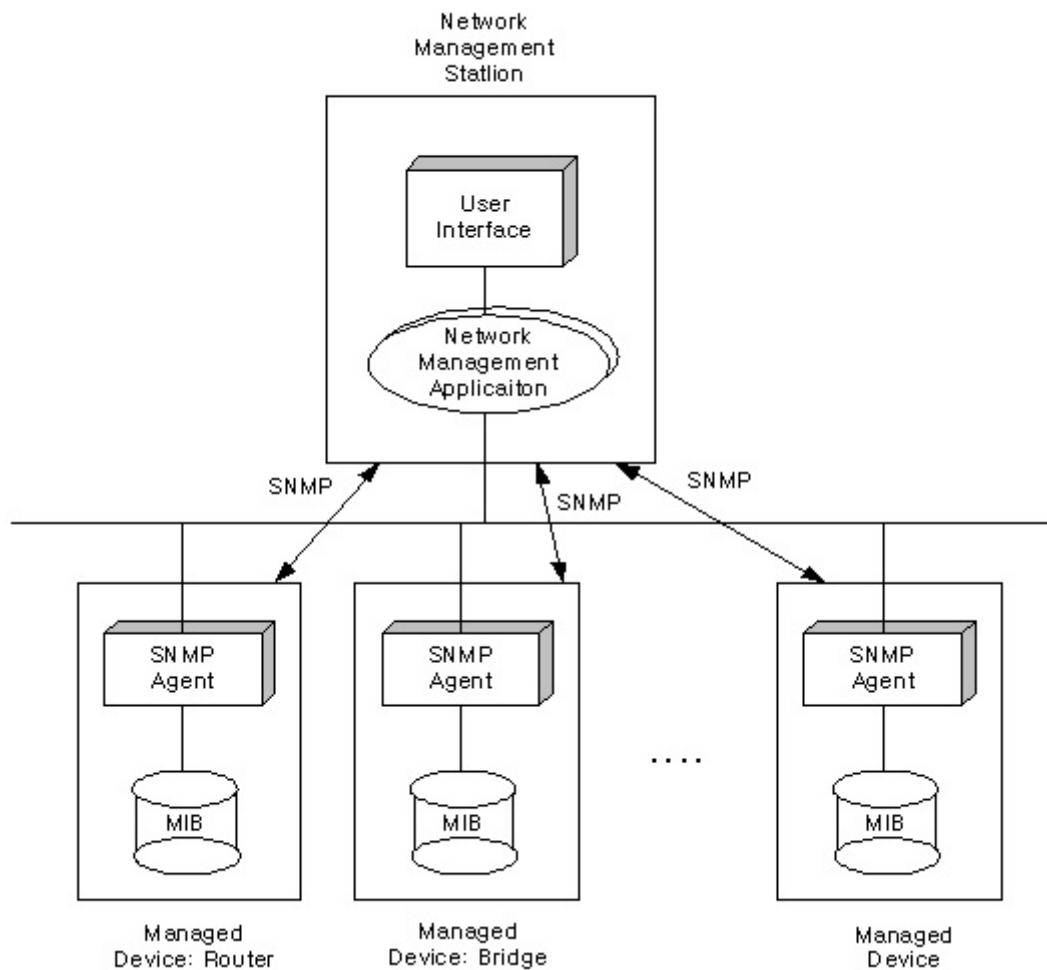 Network
Management
Statlion
User
Interface
Network
Management
Applicaiton
SNMP
SNMP
SNMP
SNMP
Agent
SNMP
Agent
SNMP
Agent
....
MIB
MIB
MIB
Managed
Device: Router
Managed
Device: Bridge
Managed
Device